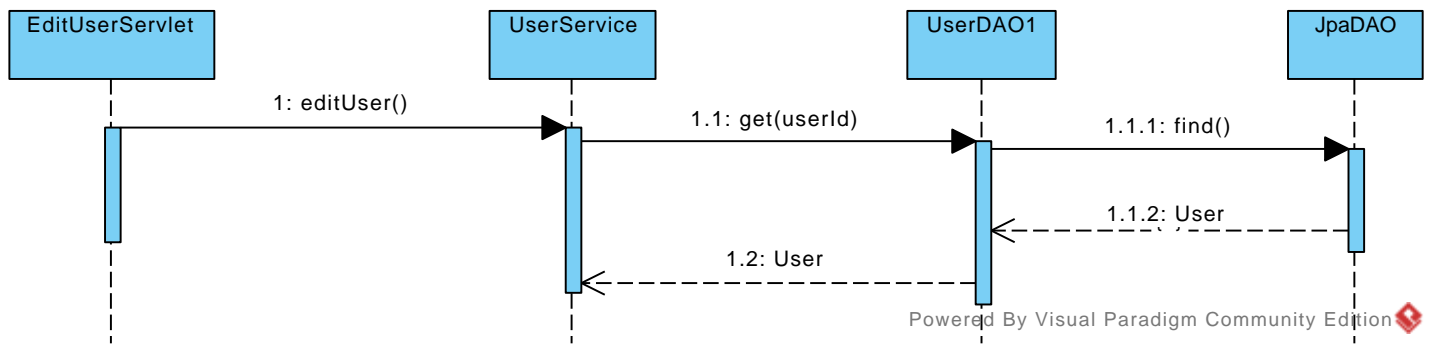 EditUserServlet UserService UserDAO1 JpaDAO
1: editUser()
1.1: get(userId)
1.1.1: find()
1.1.2: User
1.2: User
Powered By Visual Paradigm Community Edition